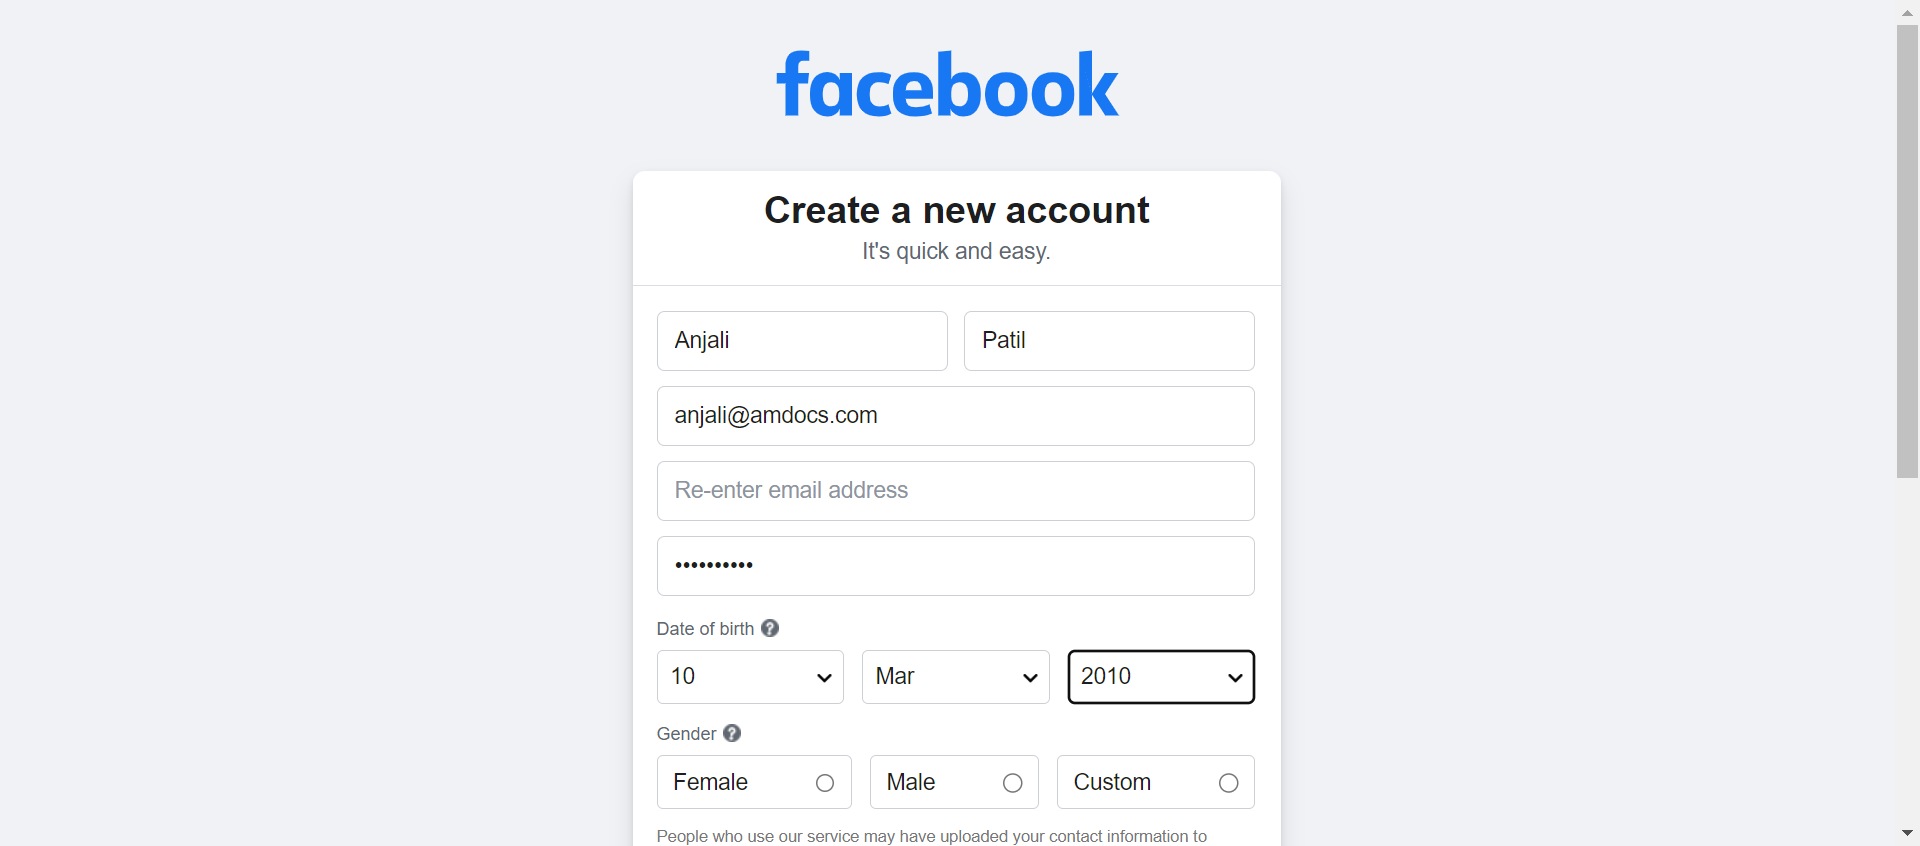 facebook
Create a new account
It's quick and easy.
Anjali Patil
anjali@amdocs.com
Re-enter email address
••••••••••
Date of birth ?
10 Mar 2010
Gender ?
Female Male Custom
People who use our service may have uploaded your contact information to